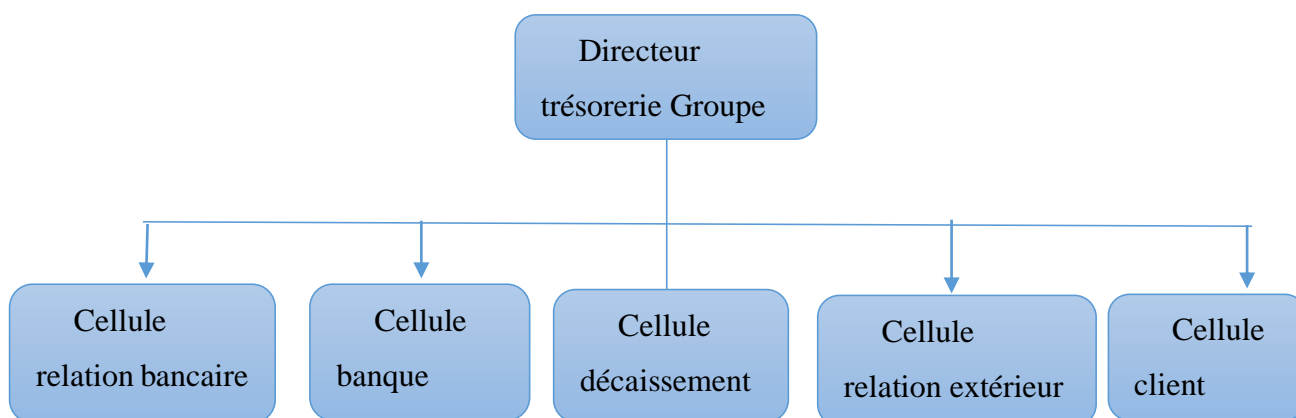 Directeur
trésorerie Groupe
Cellule
relation bancaire
Cellule
banque
Cellule
décaissement
Cellule
relation extérieur
Cellule
client